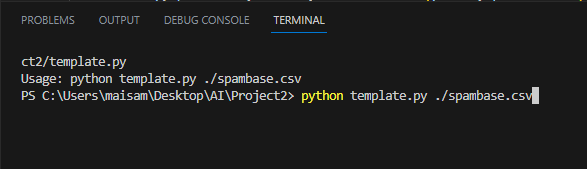 PROBLEMS OUTPUT DEBUG CONSOLE TERMINAL
ct2/template.py
Usage: python template.py ./spambase.csv
PS C:\Users\maisam\Desktop\AI\Project2> python template.py ./spambase.csv